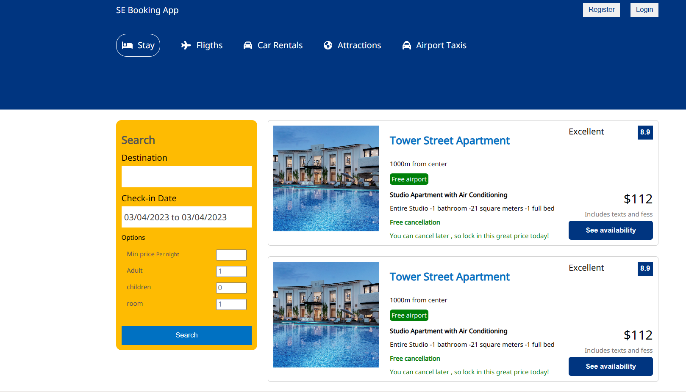 SE Booking App
Register
Login
Stay
Fligths
Car Rentals
Attractions
Airport Taxis
Search
Destination
Check-in Date
03/04/2023 to 03/04/2023
Options
Min price Per night
Adult
1
children
0
room
1
Search
Tower Street Apartment
1000m from center
Free airport
Studio Apartment with Air Conditioning
Entire Studio -1 bathroom -21 square meters -1 full bed
Free cancellation
You can cancel later , so lock in this great price today!
Excellent
8.9
$112
Includes texts and fess
See availability
Tower Street Apartment
1000m from center
Free airport
Studio Apartment with Air Conditioning
Entire Studio -1 bathroom -21 square meters -1 full bed
Free cancellation
You can cancel later , so lock in this great price today!
Excellent
8.9
$112
Includes texts and fess
See availability